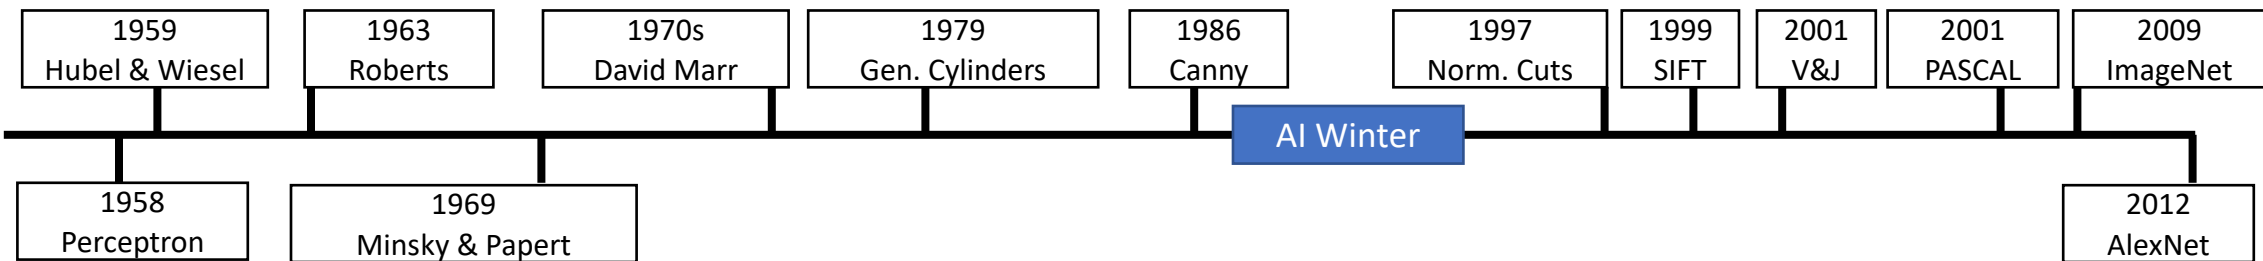 1959
Hubel & Wiesel
1963
Roberts
1970s
David Marr
1979
Gen. Cylinders
1986
Canny
1997
Norm. Cuts
1999
SIFT
2001
V&J
2001
PASCAL
2009
ImageNet
AI Winter
1958
Perceptron
1969
Minsky & Papert
2012
AlexNet